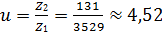 u = z₂/z₁ = 131/3529 ≈ 4,52